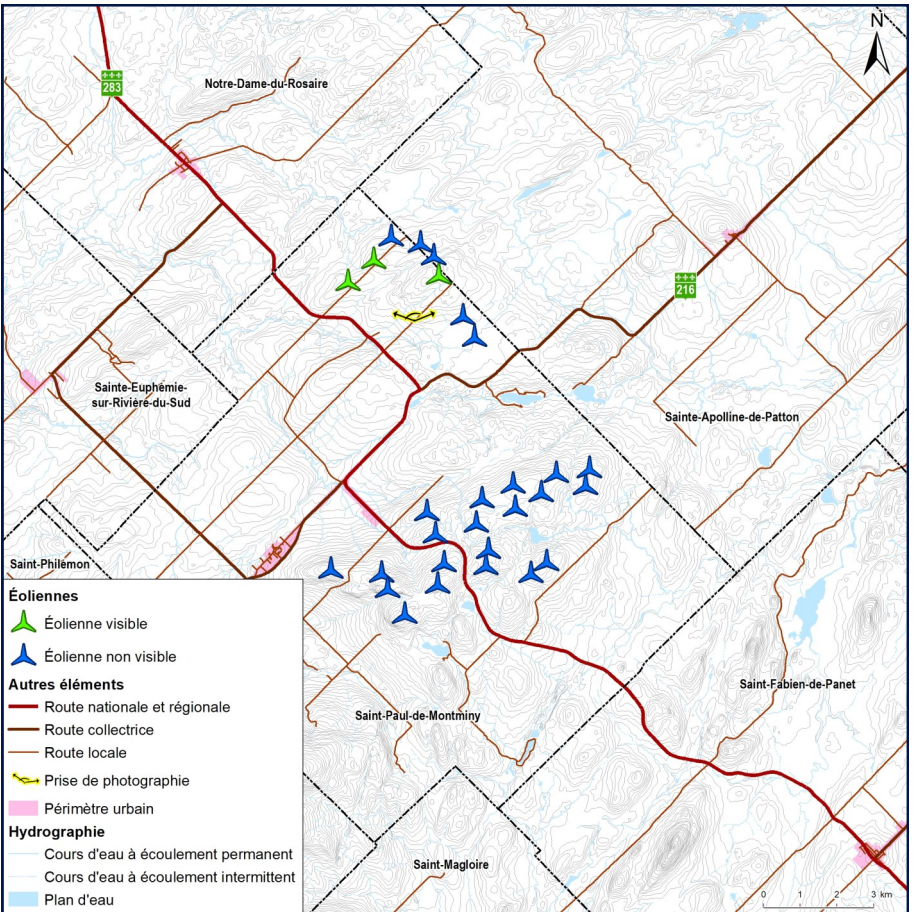 N
283
Notre-Dame-du-Rosaire
216
Sainte-Euphémie-
sur-Rivière-du-Sud
Sainte-Apolline-de-Patton
Saint-Philémon
Saint-Fabien-de-Panet
Saint-Paul-de-Montminy
Saint-Magloire
Éoliennes
Éolienne visible
Éolienne non visible
Autres éléments
Route nationale et régionale
Route collectrice
Route locale
Prise de photographie
Périmètre urbain
Hydrographie
Cours d'eau à écoulement permanent
Cours d'eau à écoulement intermittent
Plan d'eau
0 1 2 3 km